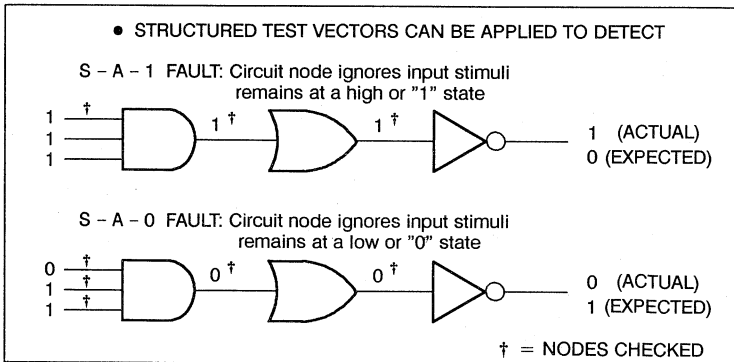 • STRUCTURED TEST VECTORS CAN BE APPLIED TO DETECT
S – A – 1 FAULT: Circuit node ignores input stimuli
remains at a high or "1" state
1 †
1
1
1 †
1 †
1 (ACTUAL)
0 (EXPECTED)
S – A – 0 FAULT: Circuit node ignores input stimuli
remains at a low or "0" state
0 †
1 †
1 †
0 †
0 †
0 (ACTUAL)
1 (EXPECTED)
† = NODES CHECKED